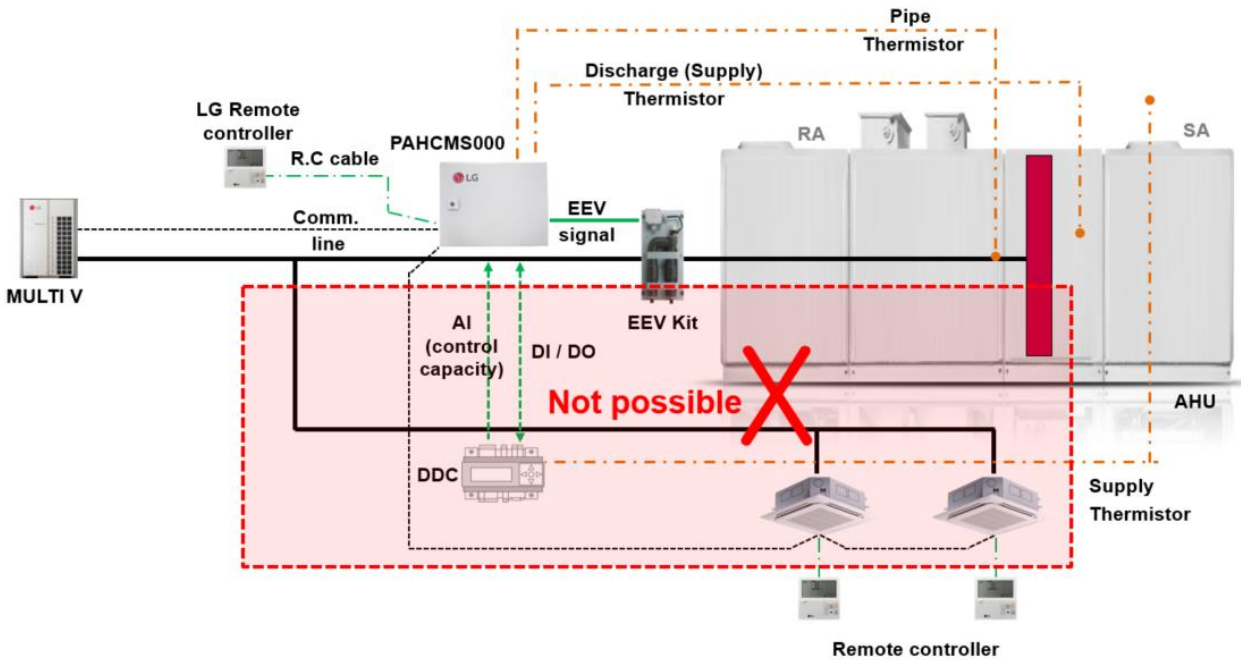 Pipe
Thermistor
Discharge (Supply)
Thermistor
LG Remote
controller
PAHCMS000
RA
SA
R.C cable
LG
EEV
signal
Comm.
line
MULTI V
EEV Kit
AI
(control
capacity)
DI / DO
Not possible
AHU
DDC
Supply
Thermistor
Remote controller